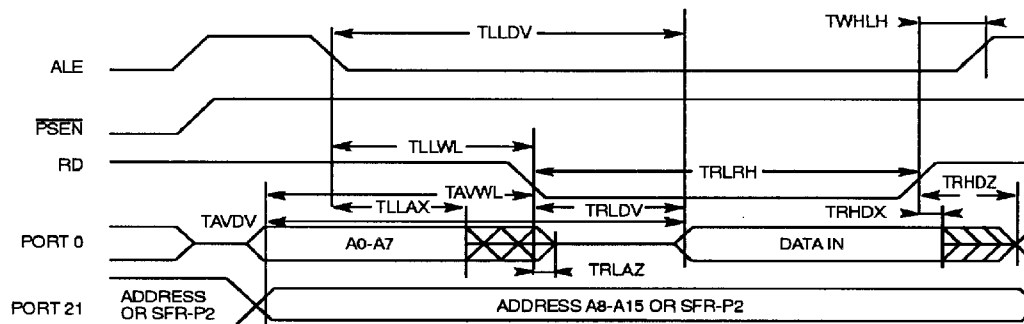 TLLDV
TWHLH
ALE
PSEN
TLLWL
RD
TRLRH
TAVWL
TRHDZ
TLLAX
TRLDV
TRHDX
TAVDV
PORT 0
A0-A7
DATA IN
TRLAZ
ADDRESS
OR SFR-P2
PORT 21
ADDRESS A8-A15 OR SFR-P2